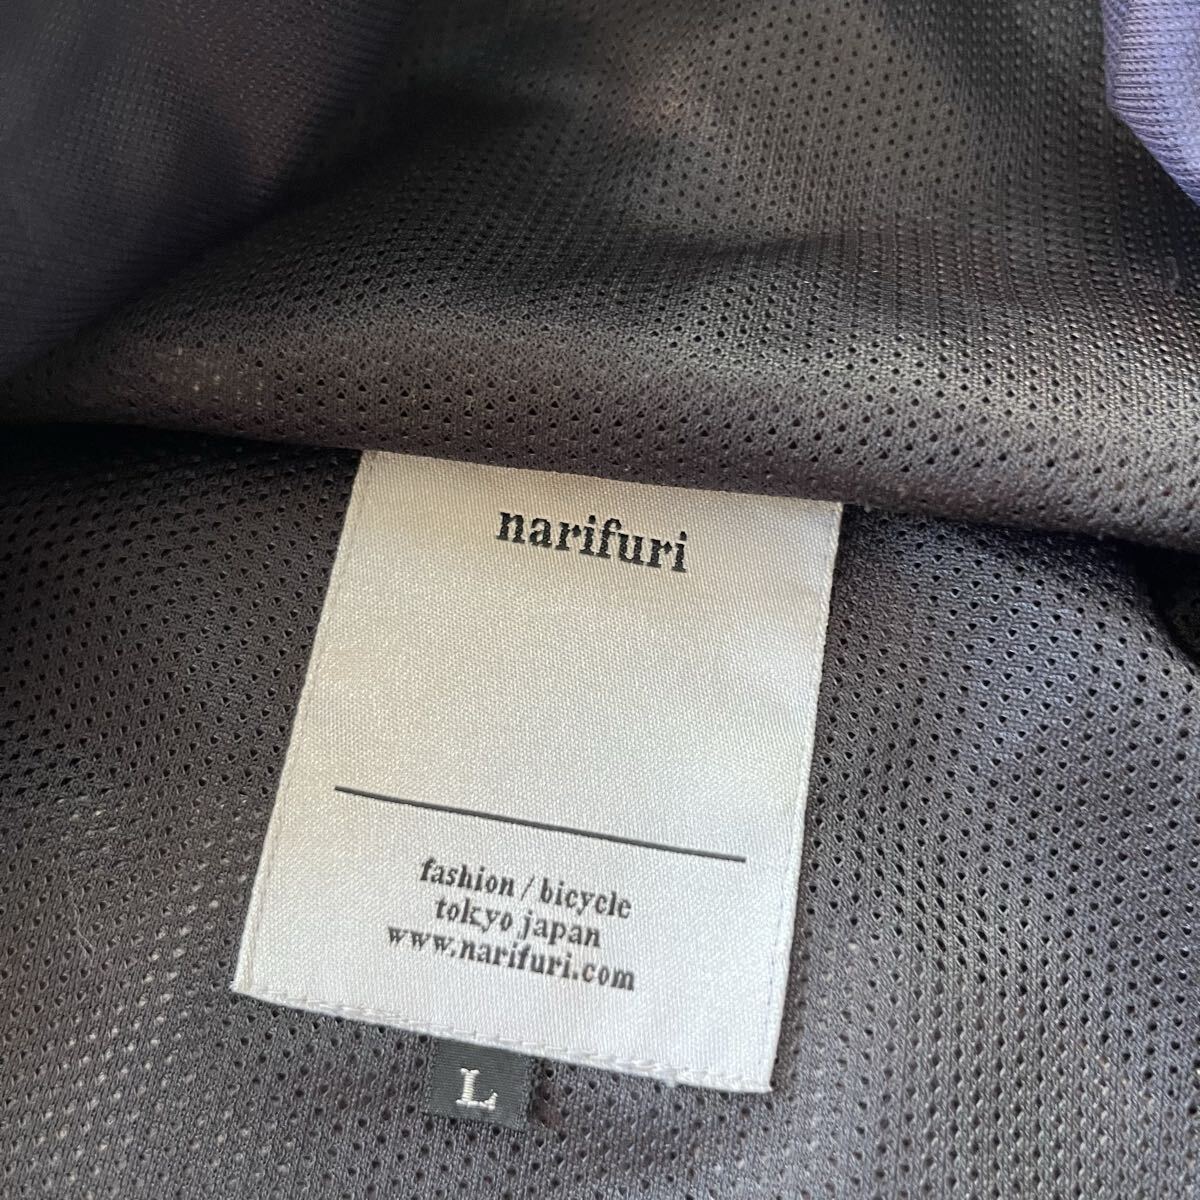 narifuri
fashion / bicycle
tokyo japan
www.narifuri.com
L